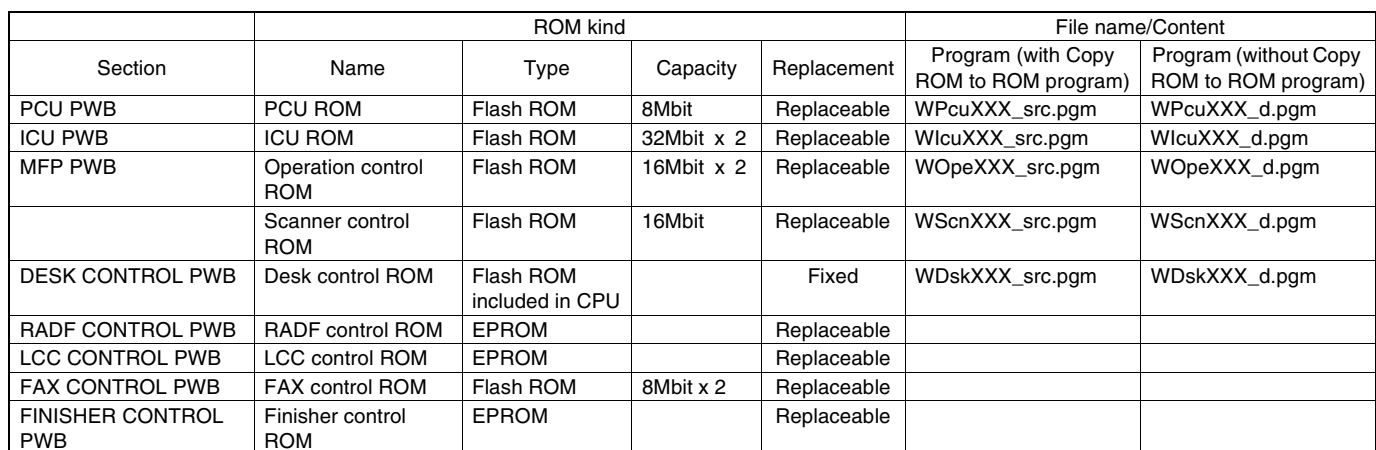 ROM kind File name/Content
Section Name Type Capacity Replacement Program (with Copy ROM to ROM program) Program (without Copy ROM to ROM program)
PCU PWB PCU ROM Flash ROM 8Mbit Replaceable WPcuXXX_src.pgm WPcuXXX_d.pgm
ICU PWB ICU ROM Flash ROM 32Mbit x 2 Replaceable WIcuXXX_src.pgm WIcuXXX_d.pgm
MFP PWB Operation control ROM Flash ROM 16Mbit x 2 Replaceable WOpeXXX_src.pgm WOpeXXX_d.pgm
Scanner control ROM Flash ROM 16Mbit Replaceable WScnXXX_src.pgm WScnXXX_d.pgm
DESK CONTROL PWB Desk control ROM Flash ROM included in CPU Fixed WDskXXX_src.pgm WDskXXX_d.pgm
RADF CONTROL PWB RADF control ROM EPROM Replaceable
LCC CONTROL PWB LCC control ROM EPROM Replaceable
FAX CONTROL PWB FAX control ROM Flash ROM 8Mbit x 2 Replaceable
FINISHER CONTROL PWB Finisher control ROM EPROM Replaceable